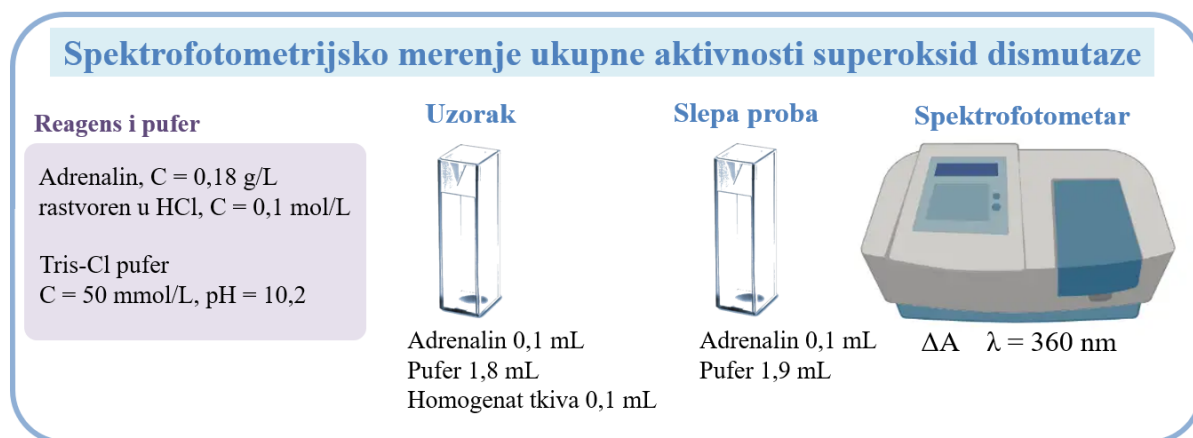 Spektrofotometrijsko merenje ukupne aktivnosti superoksid dismutaze
Reagens i pufer
Adrenalin, C = 0,18 g/L
rastvoren u HCl, C = 0,1 mol/L
Tris-Cl pufer
C = 50 mmol/L, pH = 10,2
Uzorak
Adrenalin 0,1 mL
Pufer 1,8 mL
Homogenat tkiva 0,1 mL
Slepa proba
Adrenalin 0,1 mL
Pufer 1,9 mL
Spektrofotometar
ΔA λ = 360 nm